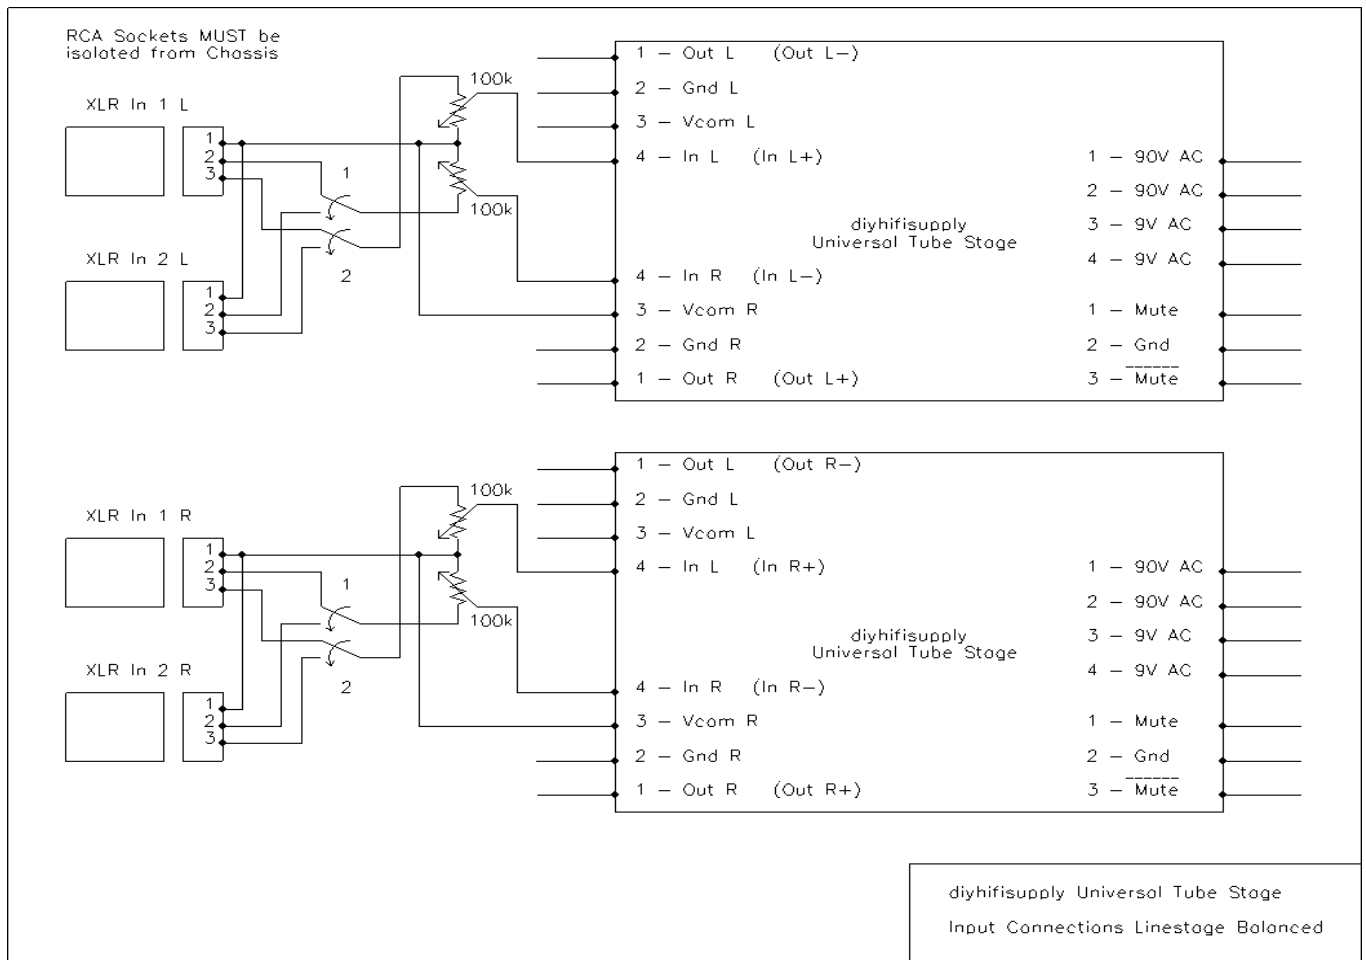 RCA Sockets MUST be
isolated from Chassis
XLR In 1 L
1
2
3
XLR In 2 L
1
2
3
1
2
100k
100k
1 – Out L (Out L–)
2 – Gnd L
3 – Vcom L
4 – In L (In L+)
diyhifisupply
Universal Tube Stage
4 – In R (In L–)
3 – Vcom R
2 – Gnd R
1 – Out R (Out L+)
1 – 90V AC
2 – 90V AC
3 – 9V AC
4 – 9V AC
1 – Mute
2 – Gnd
3 – Mute
XLR In 1 R
1
2
3
XLR In 2 R
1
2
3
1
2
100k
100k
1 – Out L (Out R–)
2 – Gnd L
3 – Vcom L
4 – In L (In R+)
diyhifisupply
Universal Tube Stage
4 – In R (In R–)
3 – Vcom R
2 – Gnd R
1 – Out R (Out R+)
1 – 90V AC
2 – 90V AC
3 – 9V AC
4 – 9V AC
1 – Mute
2 – Gnd
3 – Mute
diyhifisupply Universal Tube Stage
Input Connections Linestage Balanced